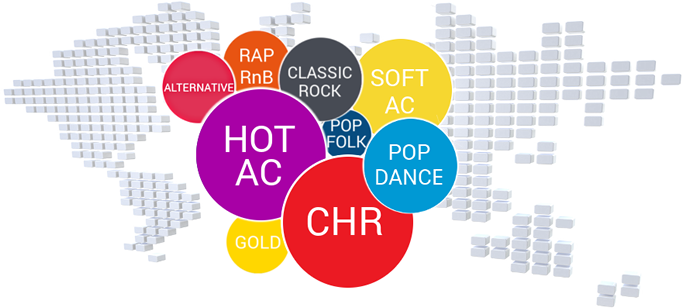 RAP
RnB
CLASSIC
ROCK
SOFT
AC
ALTERNATIVE
HOT
AC
POP
FOLK
POP
DANCE
CHR
GOLD